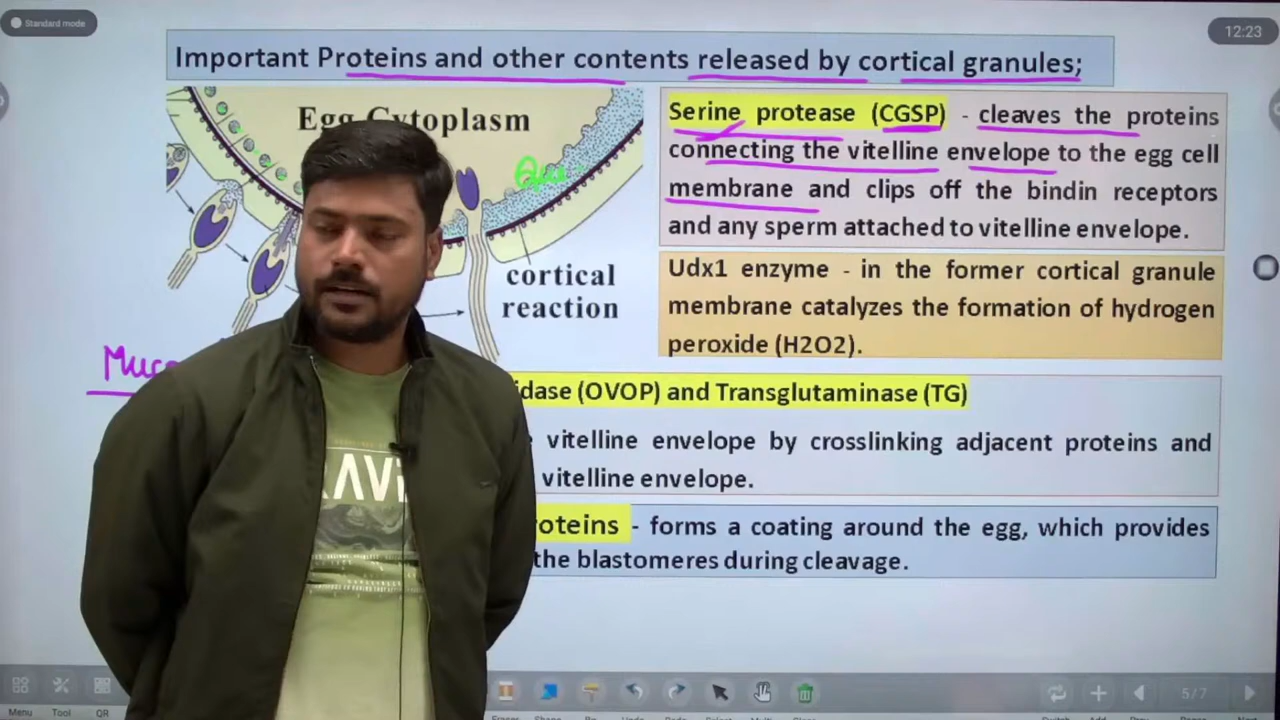 Standard mode
12:23
Important Proteins and other contents released by cortical granules;
Egg Cytoplasm
cortical
reaction
Serine protease (CGSP) - cleaves the proteins
connecting the vitelline envelope to the egg cell
membrane and clips off the bindin receptors
and any sperm attached to vitelline envelope.
Udx1 enzyme - in the former cortical granule
membrane catalyzes the formation of hydrogen
peroxide (H2O2).
dase (OVOP) and Transglutaminase (TG)
vitelline envelope by crosslinking adjacent proteins and
vitelline envelope.
oteins - forms a coating around the egg, which provides
the blastomeres during cleavage.
Muco
RAVI
Menu Tool QR
5/7